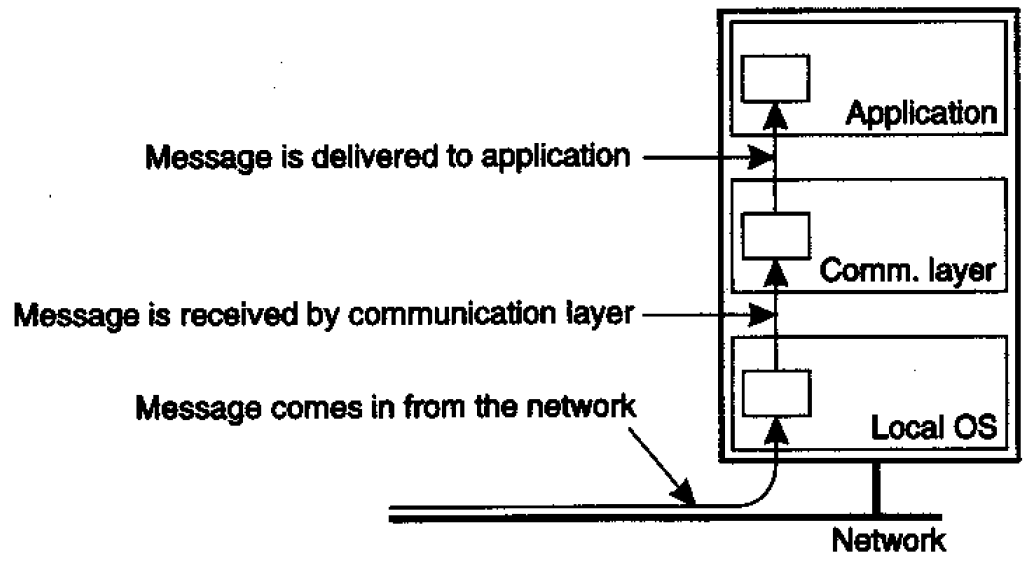 Application
Message is delivered to application
Comm. layer
Message is received by communication layer
Message comes in from the network
Local OS
Network